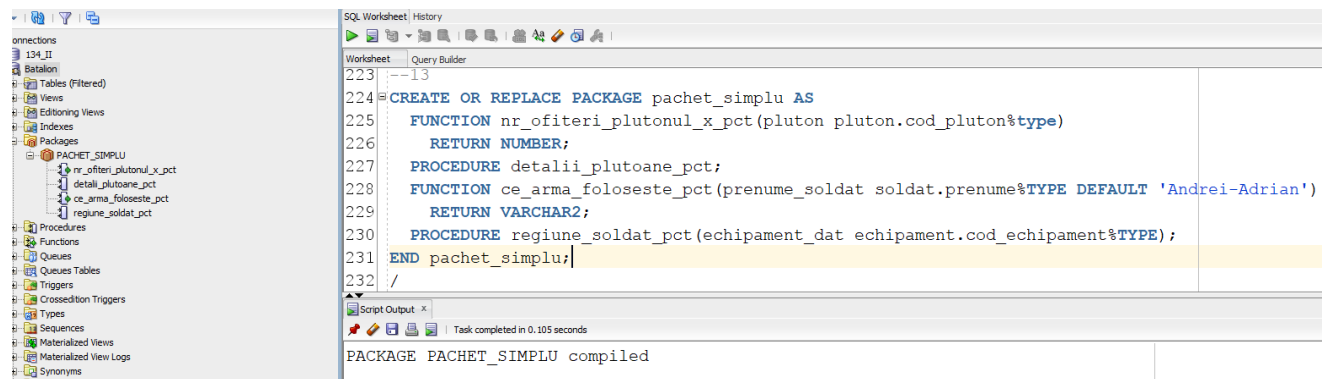 onnections
134_II
Batalion
Tables (Filtered)
Views
Editioning Views
Indexes
Packages
PACHET_SIMPLU
nr_ofiteri_plutonul_x_pct
detalii_plutoane_pct
ce_arma_foloseste_pct
regiune_soldat_pct
Procedures
Functions
Queues
Queues Tables
Triggers
Crossedition Triggers
Types
Sequences
Materialized Views
Materialized View Logs
Synonyms
SQL Worksheet History
Worksheet Query Builder
223 --13
224 CREATE OR REPLACE PACKAGE pachet_simplu AS
225 FUNCTION nr_ofiteri_plutonul_x_pct(pluton pluton.cod_pluton%type)
226 RETURN NUMBER;
227 PROCEDURE detalii_plutoane_pct;
228 FUNCTION ce_arma_foloseste_pct(prenume_soldat soldat.prenume%TYPE DEFAULT 'Andrei-Adrian')
229 RETURN VARCHAR2;
230 PROCEDURE regiune_soldat_pct(echipament_dat echipament.cod_echipament%TYPE);
231 END pachet_simplu;
232 /
Script Output x
Task completed in 0.105 seconds
PACKAGE PACHET_SIMPLU compiled